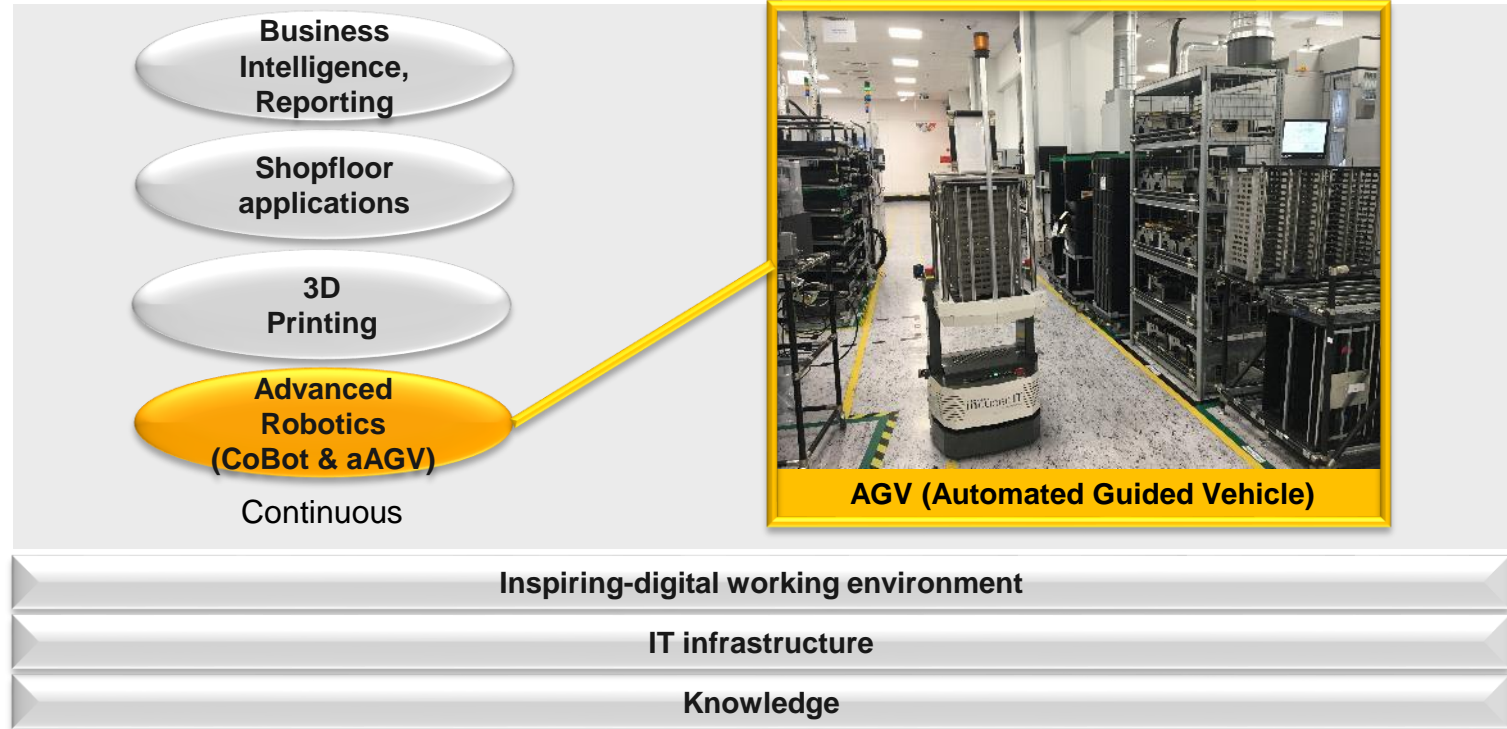 Business
Intelligence,
Reporting
Shopfloor
applications
3D
Printing
Advanced
Robotics
(CoBot & aAGV)
Continuous
AGV (Automated Guided Vehicle)
Inspiring-digital working environment
IT infrastructure
Knowledge